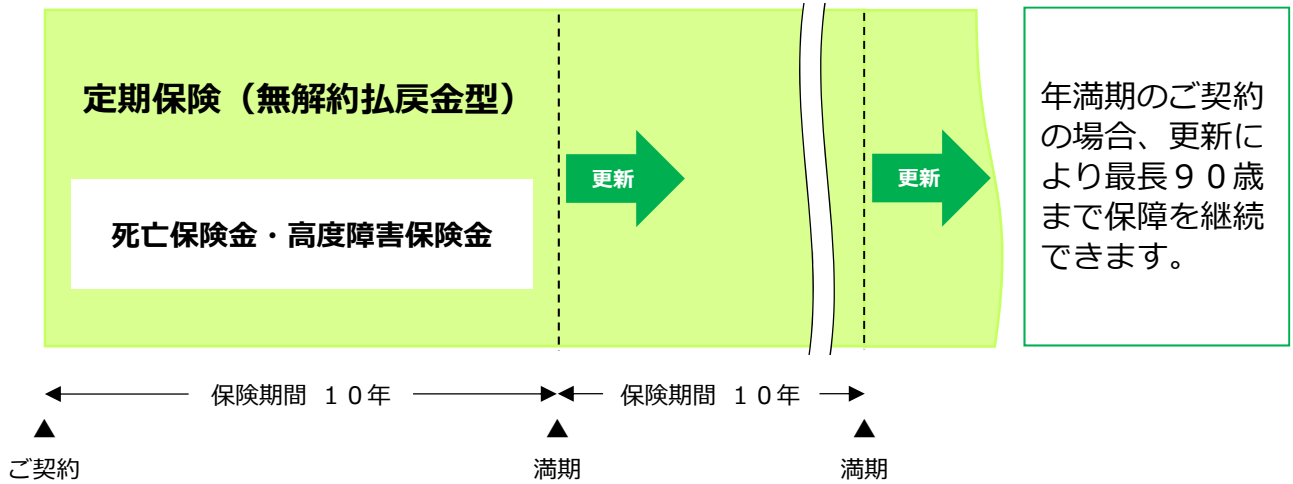 定期保険（無解約払戻金型）
死亡保険金・高度障害保険金
更新
更新
年満期のご契約
の場合、更新に
より最長９０歳
まで保障を継続
できます。
保険期間 １０年
保険期間 １０年
ご契約
満期
満期